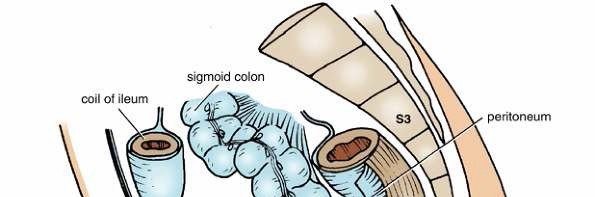 sigmoid colon
coil of ileum
S3
peritoneum